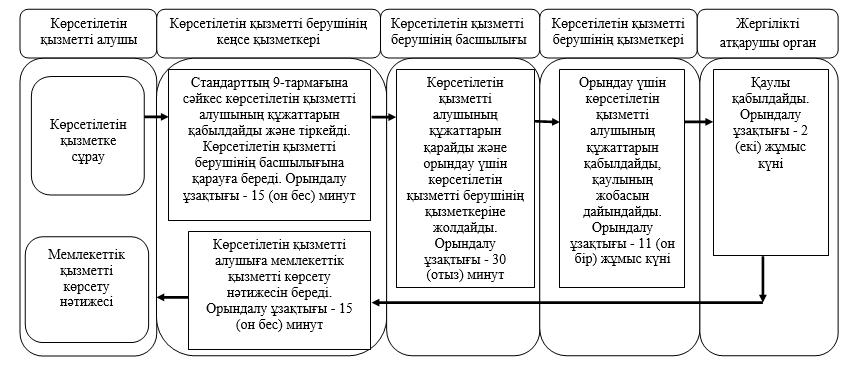 Көрсетілетін
қызметті алушы
Көрсетілетін қызметті берушінің
кеңсе қызметкері
Көрсетілетін қызметті
берушінің басшылығы
Көрсетілетін қызметті
берушінің қызметкері
Жергілікті
атқарушы орган
Көрсетілетін
қызметке
сұрау
Стандарттың 9-тармағына
сәйкес көрсетілетін қызметті
алушының құжаттарын
қабылдайды және тіркейді.
Көрсетілетін қызметті
берушінің басшылығына
қарауға береді. Орындалу
ұзақтығы - 15 (он бес) минут
Көрсетілетін
қызметті
алушының
құжаттарын
қарайды және
орындау үшін
көрсетілетін
қызметті берушінің
қызметкеріне
жолдайды.
Орындалу
ұзақтығы - 30
(отыз) минут
Орындау үшін
көрсетілетін
қызметті
алушының
құжаттарын
қабылдайды,
қаулының
жобасын
дайындайды.
Орындалу
ұзақтығы - 11 (он
бір) жұмыс күні
Қаулы
қабылдайды.
Орындалу
ұзақтығы - 2
(екі) жұмыс
күні
Мемлекеттік
қызметті
көрсету
нәтижесі
Көрсетілетін қызметті
алушыға мемлекеттік
қызметті көрсету
нәтижесін береді.
Орындалу ұзақтығы - 15
(он бес) минут